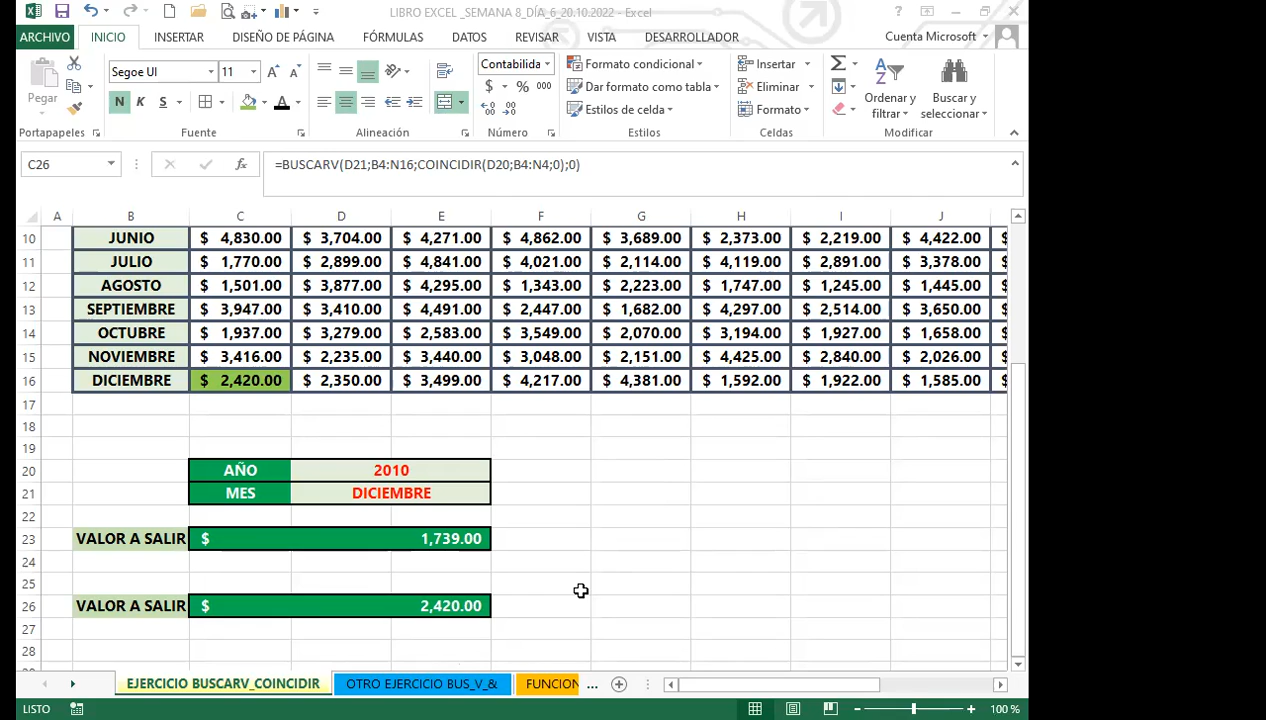 LIBRO EXCEL _SEMANA 8_DÍA_6_20.10.2022 - Excel
ARCHIVO INICIO INSERTAR DISEÑO DE PÁGINA FÓRMULAS DATOS REVISAR VISTA DESARROLLADOR Cuenta Microsoft
Pegar
Segoe UI 11
N K S
Contabilida
$ % 000
Formato condicional
Dar formato como tabla
Estilos de celda
Insertar
Eliminar
Formato
Ordenar y filtrar
Buscar y seleccionar
Portapapeles Fuente Alineación Número Estilos Celdas Modificar
C26 fx =BUSCARV(D21;B4:N16;COINCIDIR(D20;B4:N4;0);0)
A B C D E F G H I J
10 JUNIO $ 4,830.00 $ 3,704.00 $ 4,271.00 $ 4,862.00 $ 3,689.00 $ 2,373.00 $ 2,219.00 $ 4,422.00 $
11 JULIO $ 1,770.00 $ 2,899.00 $ 4,841.00 $ 4,021.00 $ 2,114.00 $ 4,119.00 $ 2,891.00 $ 3,378.00 $
12 AGOSTO $ 1,501.00 $ 3,877.00 $ 4,295.00 $ 1,343.00 $ 2,223.00 $ 1,747.00 $ 1,245.00 $ 1,445.00 $
13 SEPTIEMBRE $ 3,947.00 $ 3,410.00 $ 4,491.00 $ 2,447.00 $ 1,682.00 $ 4,297.00 $ 2,514.00 $ 3,650.00 $
14 OCTUBRE $ 1,937.00 $ 3,279.00 $ 2,583.00 $ 3,549.00 $ 2,070.00 $ 3,194.00 $ 1,927.00 $ 1,658.00 $
15 NOVIEMBRE $ 3,416.00 $ 2,235.00 $ 3,440.00 $ 3,048.00 $ 2,151.00 $ 4,425.00 $ 2,840.00 $ 2,026.00 $
16 DICIEMBRE $ 2,420.00 $ 2,350.00 $ 3,499.00 $ 4,217.00 $ 4,381.00 $ 1,592.00 $ 1,922.00 $ 1,585.00 $
17
18
19
20 AÑO 2010
21 MES DICIEMBRE
22
23 VALOR A SALIR $ 1,739.00
24
25
26 VALOR A SALIR $ 2,420.00
27
28
EJERCICIO BUSCARV_COINCIDIR OTRO EJERCICIO BUS_V_& FUNCION ...
LISTO 100 %